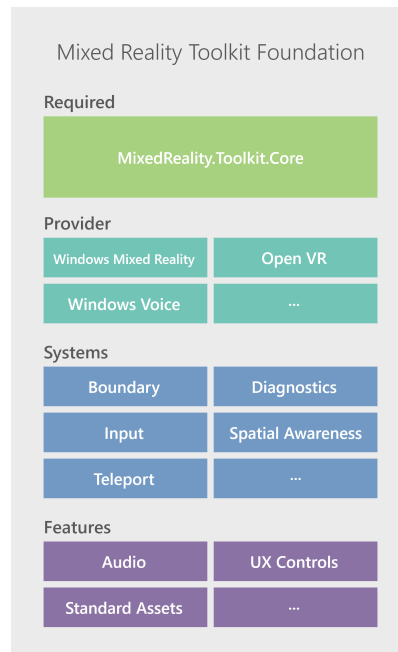 Mixed Reality Toolkit Foundation
Required
MixedReality.Toolkit.Core
Provider
Windows Mixed Reality
Open VR
Windows Voice
...
Systems
Boundary
Diagnostics
Input
Spatial Awareness
Teleport
...
Features
Audio
UX Controls
Standard Assets
...